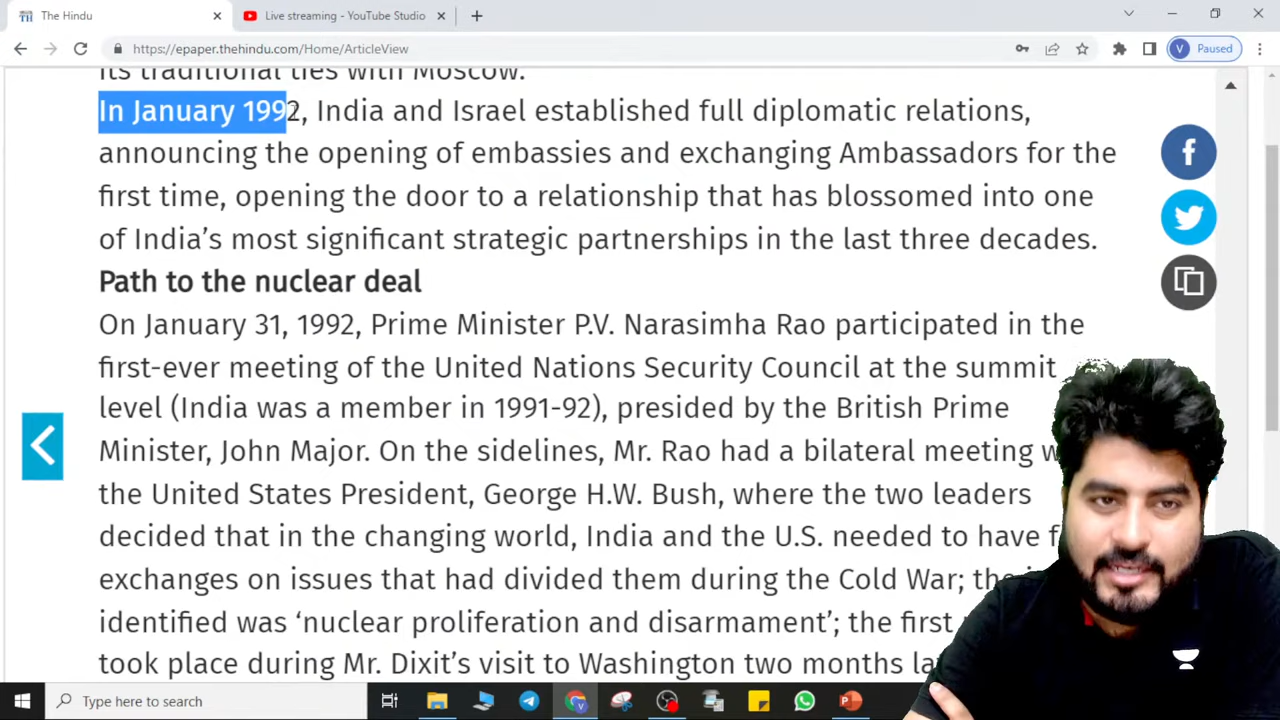 The Hindu
Live streaming - YouTube Studio
https://epaper.thehindu.com/Home/ArticleView
V Paused
its traditional ties with Moscow.
In January 1992, India and Israel established full diplomatic relations,
announcing the opening of embassies and exchanging Ambassadors for the
first time, opening the door to a relationship that has blossomed into one
of India's most significant strategic partnerships in the last three decades.
Path to the nuclear deal
On January 31, 1992, Prime Minister P.V. Narasimha Rao participated in the
first-ever meeting of the United Nations Security Council at the summit
level (India was a member in 1991-92), presided by the British Prime
Minister, John Major. On the sidelines, Mr. Rao had a bilateral meeting
the United States President, George H.W. Bush, where the two leaders
decided that in the changing world, India and the U.S. needed to have
exchanges on issues that had divided them during the Cold War;
identified was ‘nuclear proliferation and disarmament’; the first
took place during Mr. Dixit's visit to Washington two months
Type here to search